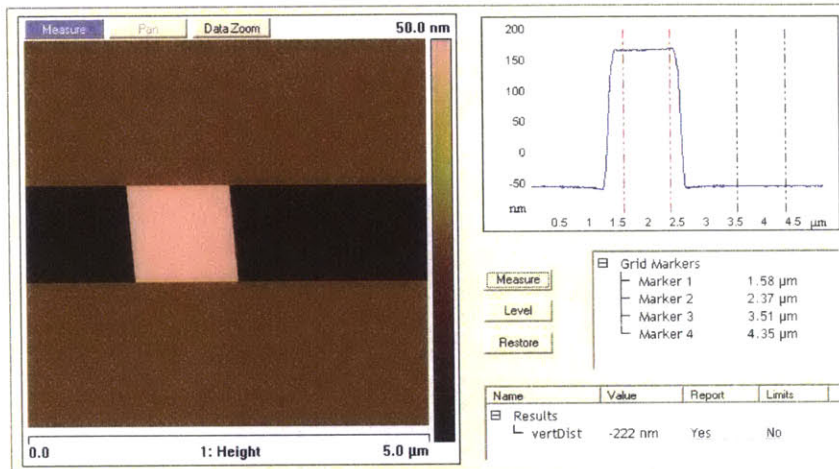 Measure Pan Data Zoom 50.0 nm
0.0 1: Height 5.0 µm
200
150
100
50
0
-50
nm
0.5 1 1.5 2 2.5 3 3.5 4 4.5 µm
Measure
Level
Restore
Grid Markers
Marker 1 1.58 µm
Marker 2 2.37 µm
Marker 3 3.51 µm
Marker 4 4.35 µm
Name Value Report Limits
Results
vertDist -222 nm Yes No